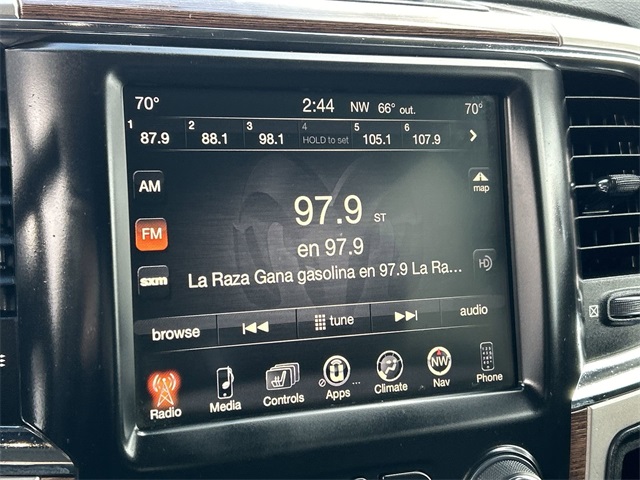 70° 2:44 NW 66° out. 70°
1 87.9 2 88.1 3 98.1 4 HOLD to set 5 105.1 6 107.9
AM
map
97.9 ST
FM
en 97.9
HD
La Raza Gana gasolina en 97.9 La Ra...
sxm
browse tune audio
Radio Media Controls Apps ... Climate NW Nav Phone
E